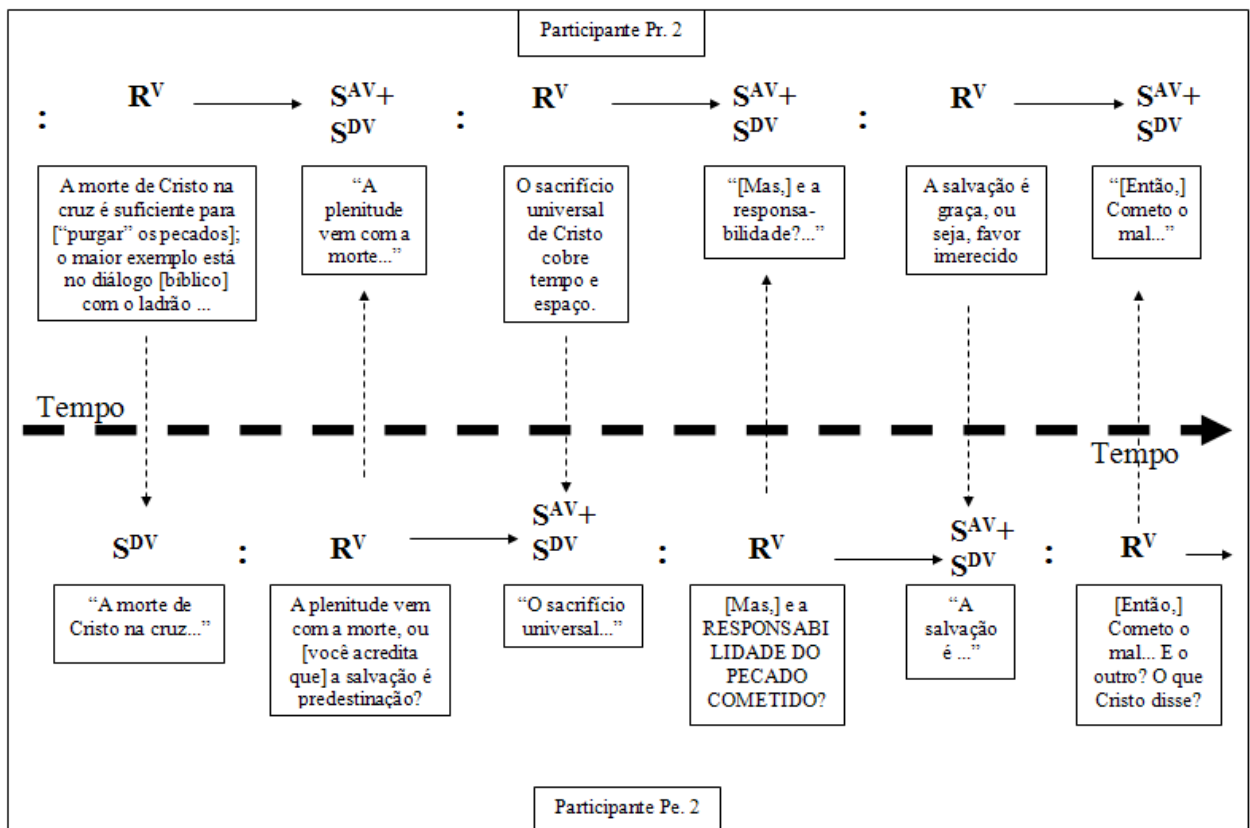 Participante Pr. 2
: R^V S^AV+ : R^V S^AV+ : R^V S^AV+
S^DV S^DV S^DV
A morte de Cristo na
cruz é suficiente para
[“purgar” os pecados];
o maior exemplo está
no diálogo [bíblico]
com o ladrão ...
“A
plenitude
vem com a
morte...”
O sacrifício
universal
de Cristo
cobre
tempo e
espaço.
“[Mas,] e a
responsa-
bilidade?...”
A salvação é
graça, ou
seja, favor
imerecido
“[Então,]
Cometo o
mal...”
Tempo
Tempo
S^DV : R^V S^AV+
S^DV : R^V S^AV+
S^DV : R^V
“A morte de
Cristo na cruz...”
A plenitude vem
com a morte, ou
[você acredita
que] a salvação é
predestinação?
“O sacrifício
universal...”
[Mas,] e a
RESPONSABI
LIDADE DO
PECADO
COMETIDO?
“A
salvação
é ...”
[Então,]
Cometo o
mal... E o
outro? O que
Cristo disse?
Participante Pe. 2